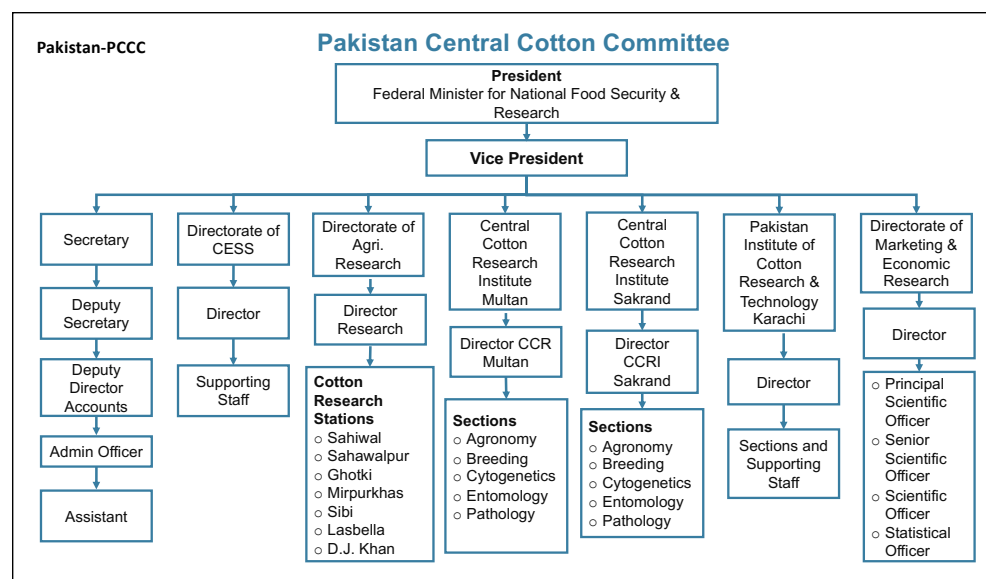 Pakistan-PCCC
Pakistan Central Cotton Committee
President
Federal Minister for National Food Security &
Research
Vice President
Secretary
Deputy
Secretary
Deputy
Director
Accounts
Admin Officer
Assistant
Directorate of
CESS
Director
Supporting
Staff
Directorate of
Agri.
Research
Director
Research
Cotton
Research
Stations
○ Sahiwal
○ Sahawalpur
○ Ghotki
○ Mirpurkhas
○ Sibi
○ Lasbella
○ D.J. Khan
Central
Cotton
Research
Institute
Multan
Director CCR
Multan
Sections
○ Agronomy
○ Breeding
○ Cytogenetics
○ Entomology
○ Pathology
Central
Cotton
Research
Institute
Sakrand
Director
CCRI
Sakrand
Sections
○ Agronomy
○ Breeding
○ Cytogenetics
○ Entomology
○ Pathology
Pakistan
Institute of
Cotton
Research &
Technology
Karachi
Director
Sections and
Supporting
Staff
Directorate of
Marketing &
Economic
Research
Director
○ Principal
Scientific
Officer
○ Senior
Scientific
Officer
○ Scientific
Officer
○ Statistical
Officer